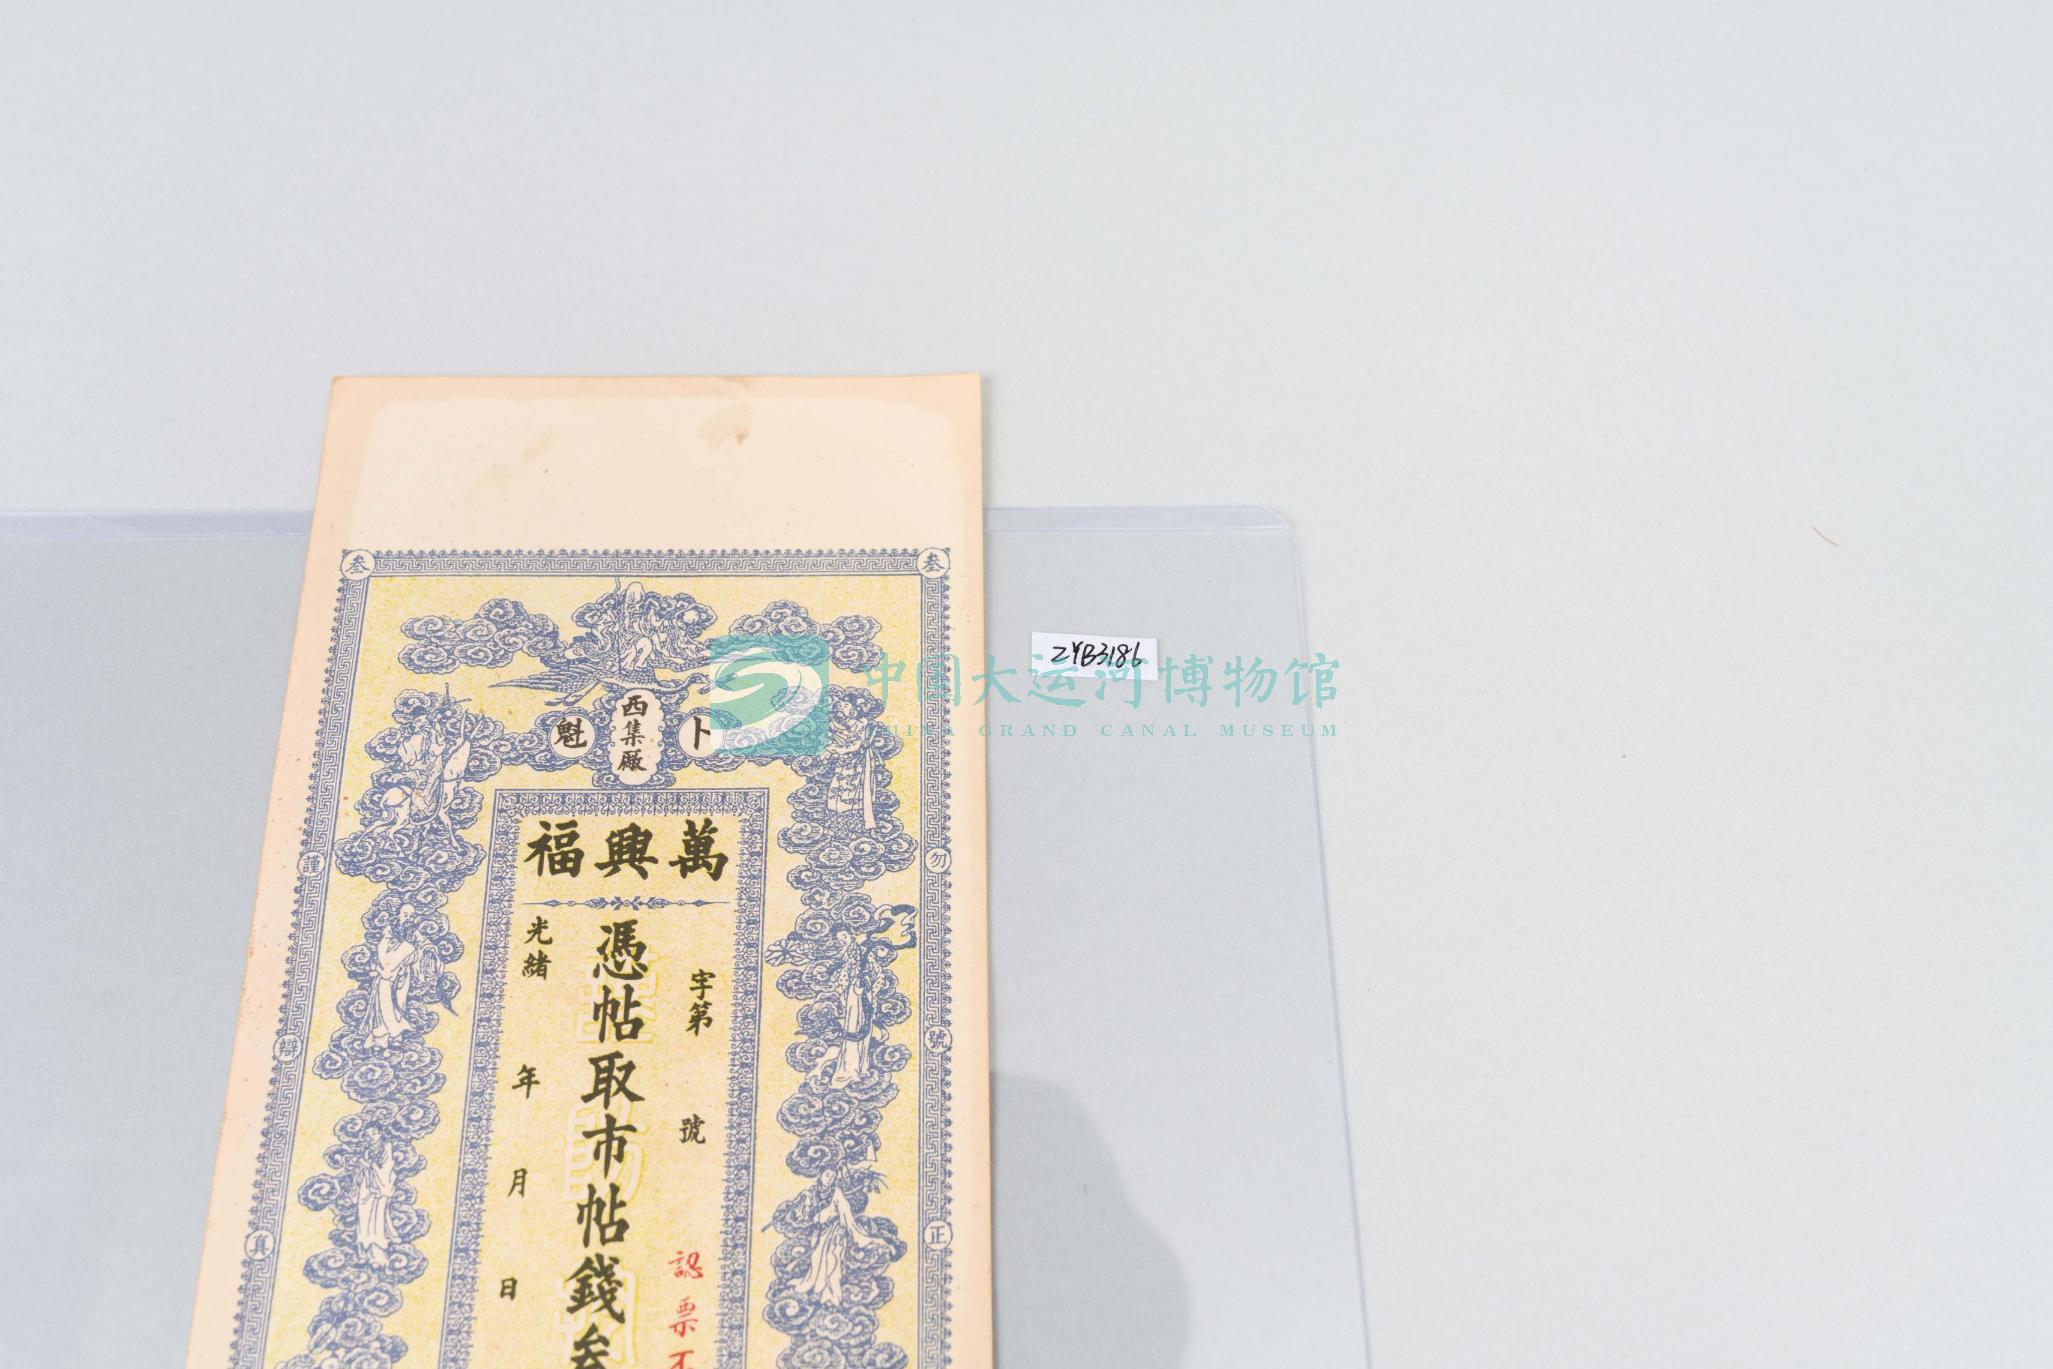 叁
叁
卜
西集廠
魁
萬興福
字第 號
認票不
憑帖取市帖錢叁
光緒 年 月 日
勿
號
正
謹
辯
真
ZYB3186
中国大运河博物馆
CHINA GRAND CANAL MUSEUM